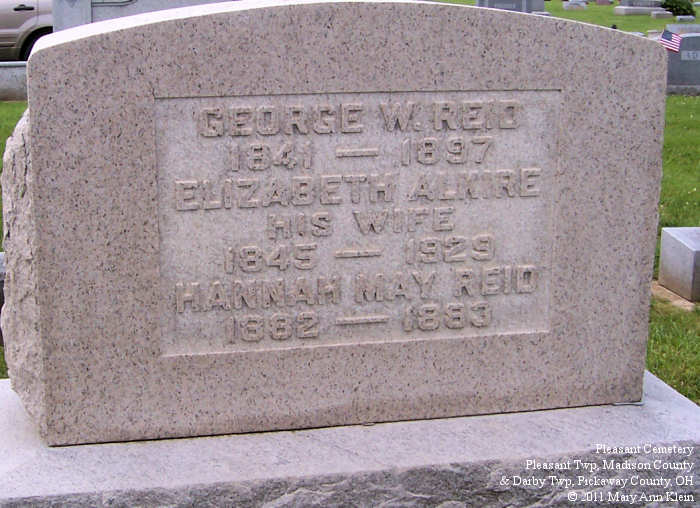 GEORGE W. REID
1841 — 1897
ELIZABETH ALKIRE
HIS WIFE
1845 — 1929
HANNAH MAY REID
1882 — 1883
Pleasant Cemetery
Pleasant Twp, Madison County
& Darby Twp, Pickaway County, OH
© 2011 Mary Ann Klein